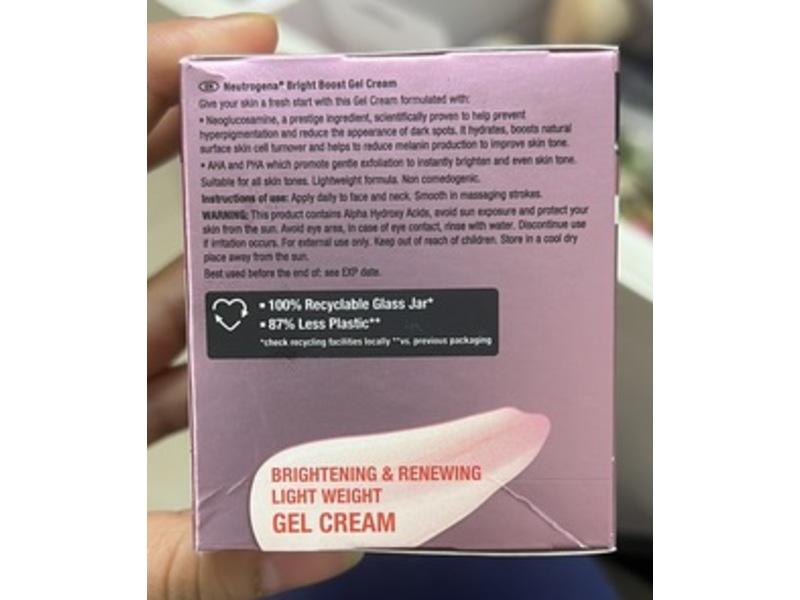 EN Neutrogena® Bright Boost Gel Cream
Give your skin a fresh start with this Gel Cream formulated with:
• Neoglucosamine, a prestige ingredient, scientifically proven to help prevent
hyperpigmentation and reduce the appearance of dark spots. It hydrates, boosts natural
surface skin cell turnover and helps to reduce melanin production to improve skin tone.
• AHA and PHA which promote gentle exfoliation to instantly brighten and even skin tone.
Suitable for all skin tones. Lightweight formula. Non comedogenic.
Instructions of use: Apply daily to face and neck. Smooth in massaging strokes.
WARNING: This product contains Alpha Hydroxy Acids, avoid sun exposure and protect your
skin from the sun. Avoid eye area, in case of eye contact, rinse with water. Discontinue use
if irritation occurs. For external use only. Keep out of reach of children. Store in a cool dry
place away from the sun.
Best used before the end of: see EXP date.
▪ 100% Recyclable Glass Jar*
▪ 87% Less Plastic**
*check recycling facilities locally **vs. previous packaging
BRIGHTENING & RENEWING
LIGHT WEIGHT
GEL CREAM